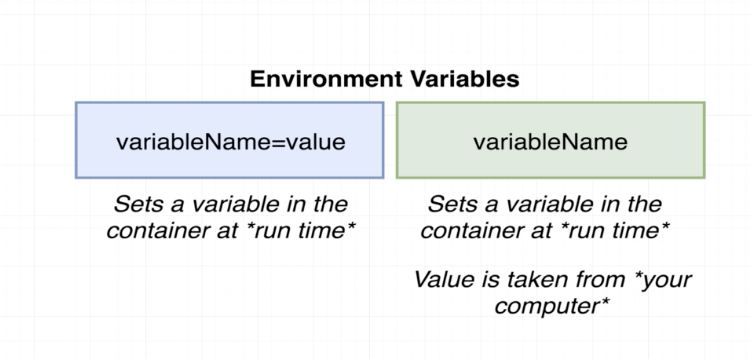 Environment Variables
variableName=value
variableName
Sets a variable in the
container at *run time*
Sets a variable in the
container at *run time*
Value is taken from *your
computer*